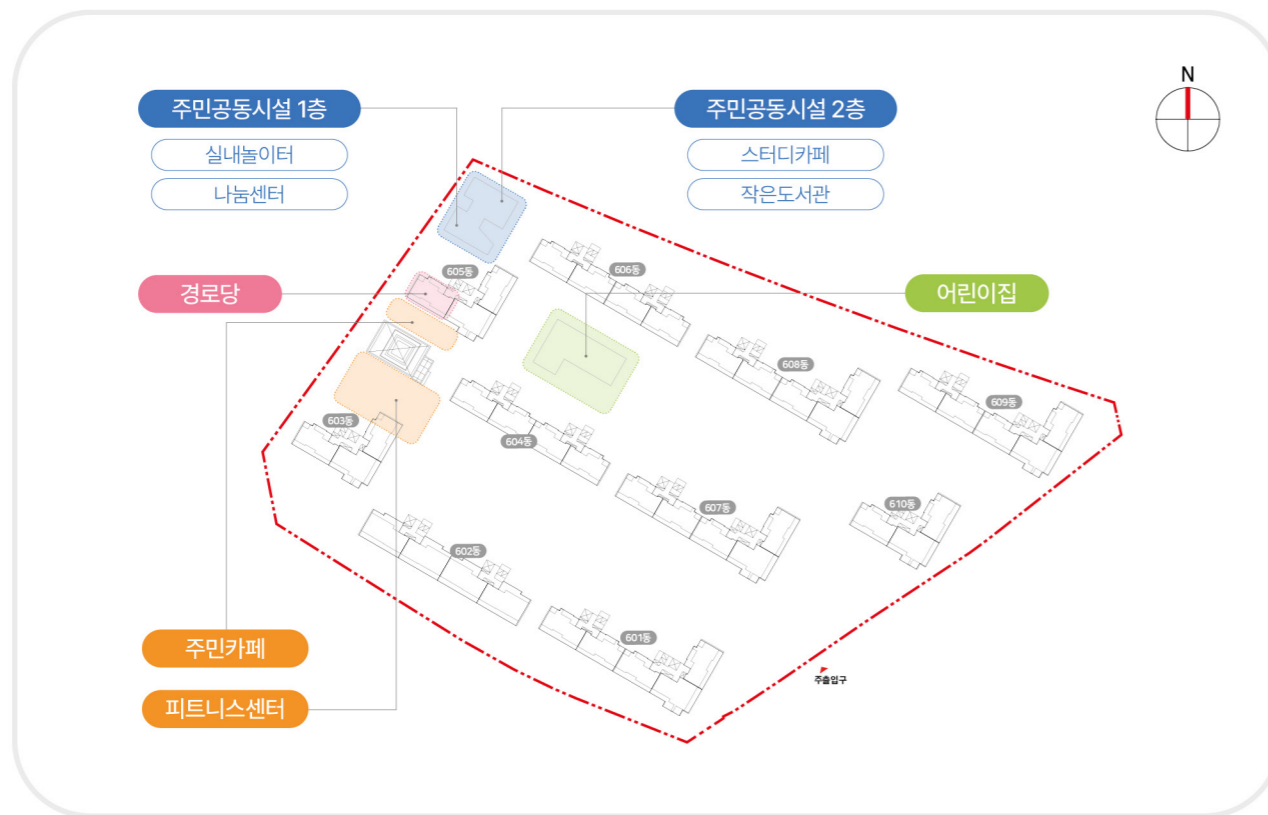 N
주민공동시설 1층
주민공동시설 2층
실내놀이터
스터디카페
나눔센터
작은도서관
605동
606동
경로당
어린이집
608동
609동
603동
604동
607동
610동
602동
601동
주민카페
주출입구
피트니스센터